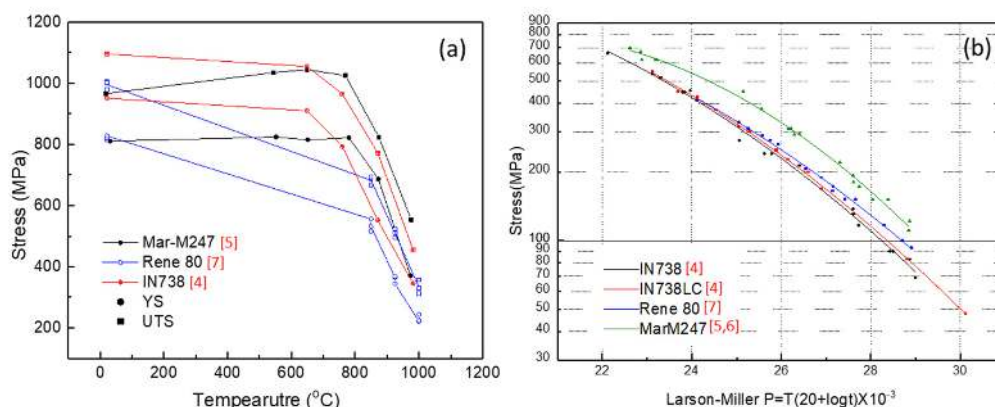 (a)
1200
1000
800
600
400
200
Stress (MPa)
Mar-M247 [5]
Rene 80 [7]
IN738 [4]
YS
UTS
0 200 400 600 800 1000 1200
Tempearutre (°C)
(b)
900
800
700
600
500
400
300
200
100
90
80
70
60
50
40
30
Stress(MPa)
IN738 [4]
IN738LC [4]
Rene 80 [7]
MarM247 [5,6]
22 24 26 28 30
Larson-Miller P=T(20+logt)X10⁻³